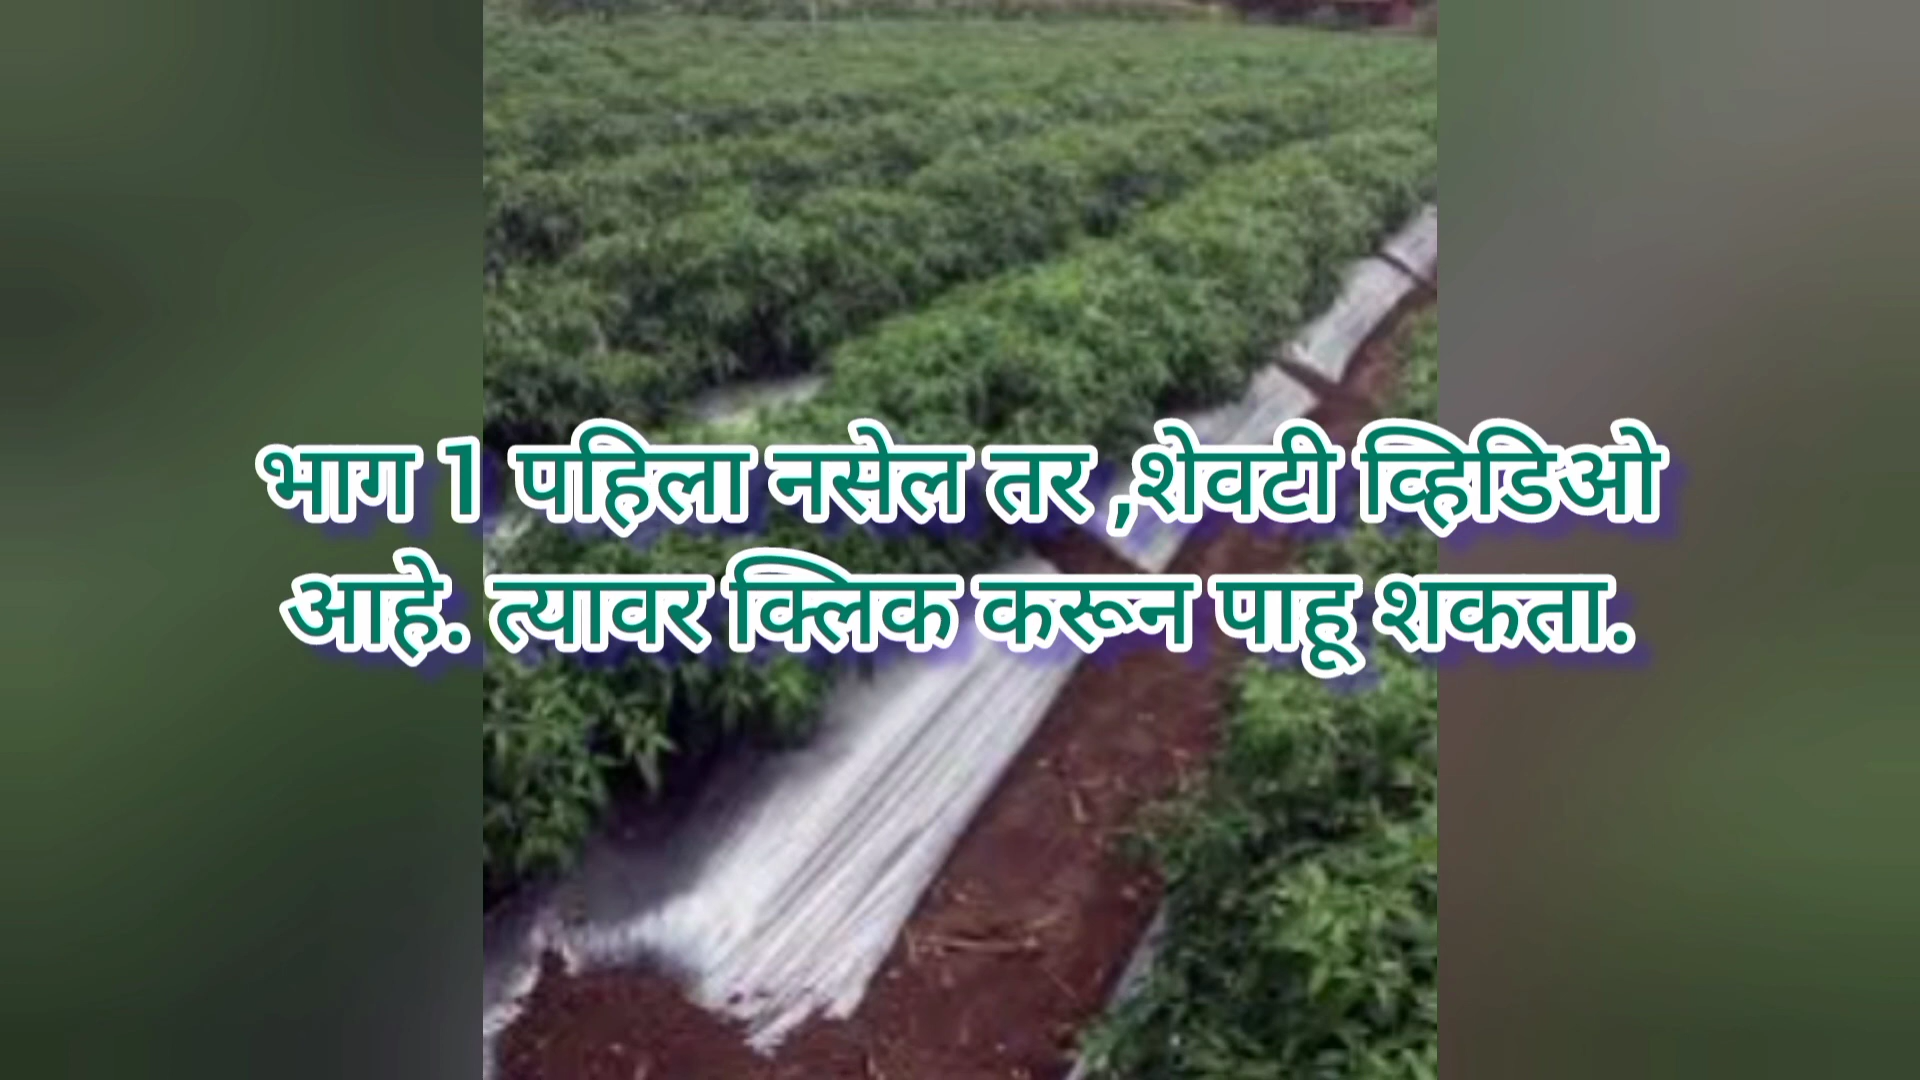 भाग 1 पहिला नसेल तर ,शेवटी व्हिडिओ
आहे. त्यावर क्लिक करून पाहू शकता.